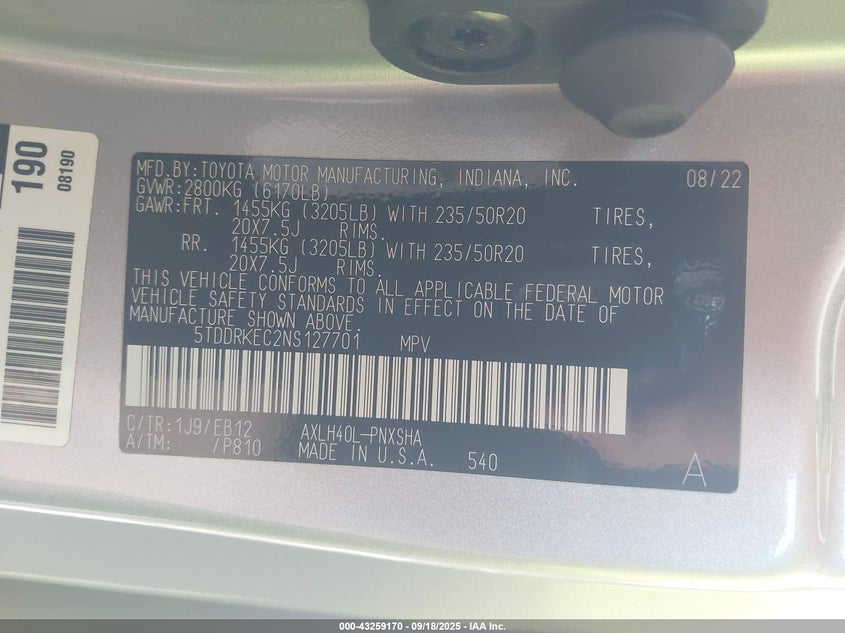 190
08190
MFD.BY:TOYOTA MOTOR MANUFACTURING, INDIANA, INC. 08/22
GVWR:2800KG (6170LB)
GAWR:FRT. 1455KG (3205LB) WITH 235/50R20 TIRES,
20X7.5J RIMS.
RR. 1455KG (3205LB) WITH 235/50R20 TIRES,
20X7.5J RIMS.
THIS VEHICLE CONFORMS TO ALL APPLICABLE FEDERAL MOTOR
VEHICLE SAFETY STANDARDS IN EFFECT ON THE DATE OF
MANUFACTURE SHOWN ABOVE.
5TDDRKEC2NS127701 MPV
C/TR:1J9/EB12 AXLH40L-PNXSHA
A/TM: /P810 MADE IN U.S.A. 540
A
000-43259170 - 09/18/2025 - IAA Inc.